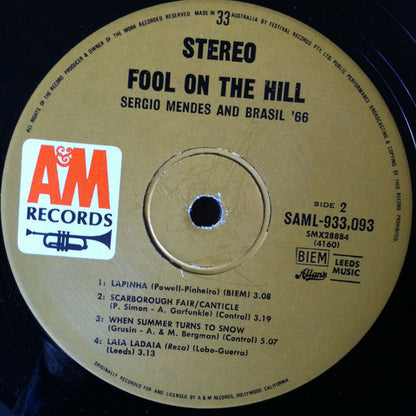 ALL RIGHTS OF THE RECORD PRODUCER & OWNER OF THE WORK RECORDED RESERVED MADE IN 33 AUSTRALIA BY FESTIVAL RECORDS PTY. LTD. PUBLIC PERFORMANCE BROADCASTING & COPYING OF THIS RECORD PROHIBITED.
STEREO
FOOL ON THE HILL
SERGIO MENDES AND BRASIL '66
A&M
RECORDS
SIDE 2
SAML-933,093
SMX28884
(4160)
BIEM
LEEDS
MUSIC
Allan's
1: LAPINHA (Powell-Pinheiro) (BIEM) 3.08
2: SCARBOROUGH FAIR/CANTICLE
(P. Simon - A. Garfunkle) (Control) 3.19
3: WHEN SUMMER TURNS TO SNOW
(Grusin - A. & M. Bergman) (Control) 5.07
4: LAIA LADAIA (Reza) (Lobo-Guerra)
(Leeds) 3.13
ORIGINALLY RECORDED FOR AND LICENSED BY A & M RECORDS, HOLLYWOOD CALIFORNIA